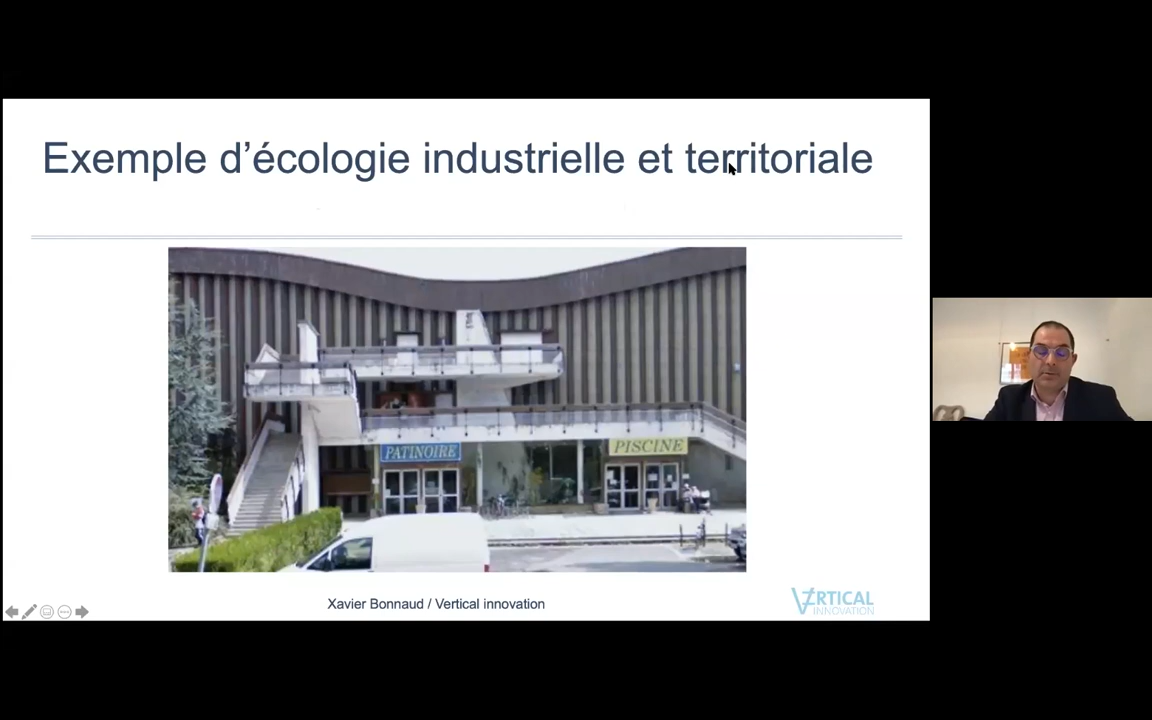 Exemple d’écologie industrielle et territoriale
PATINOIRE
PISCINE
Xavier Bonnaud / Vertical innovation
VERTICAL
INNOVATION